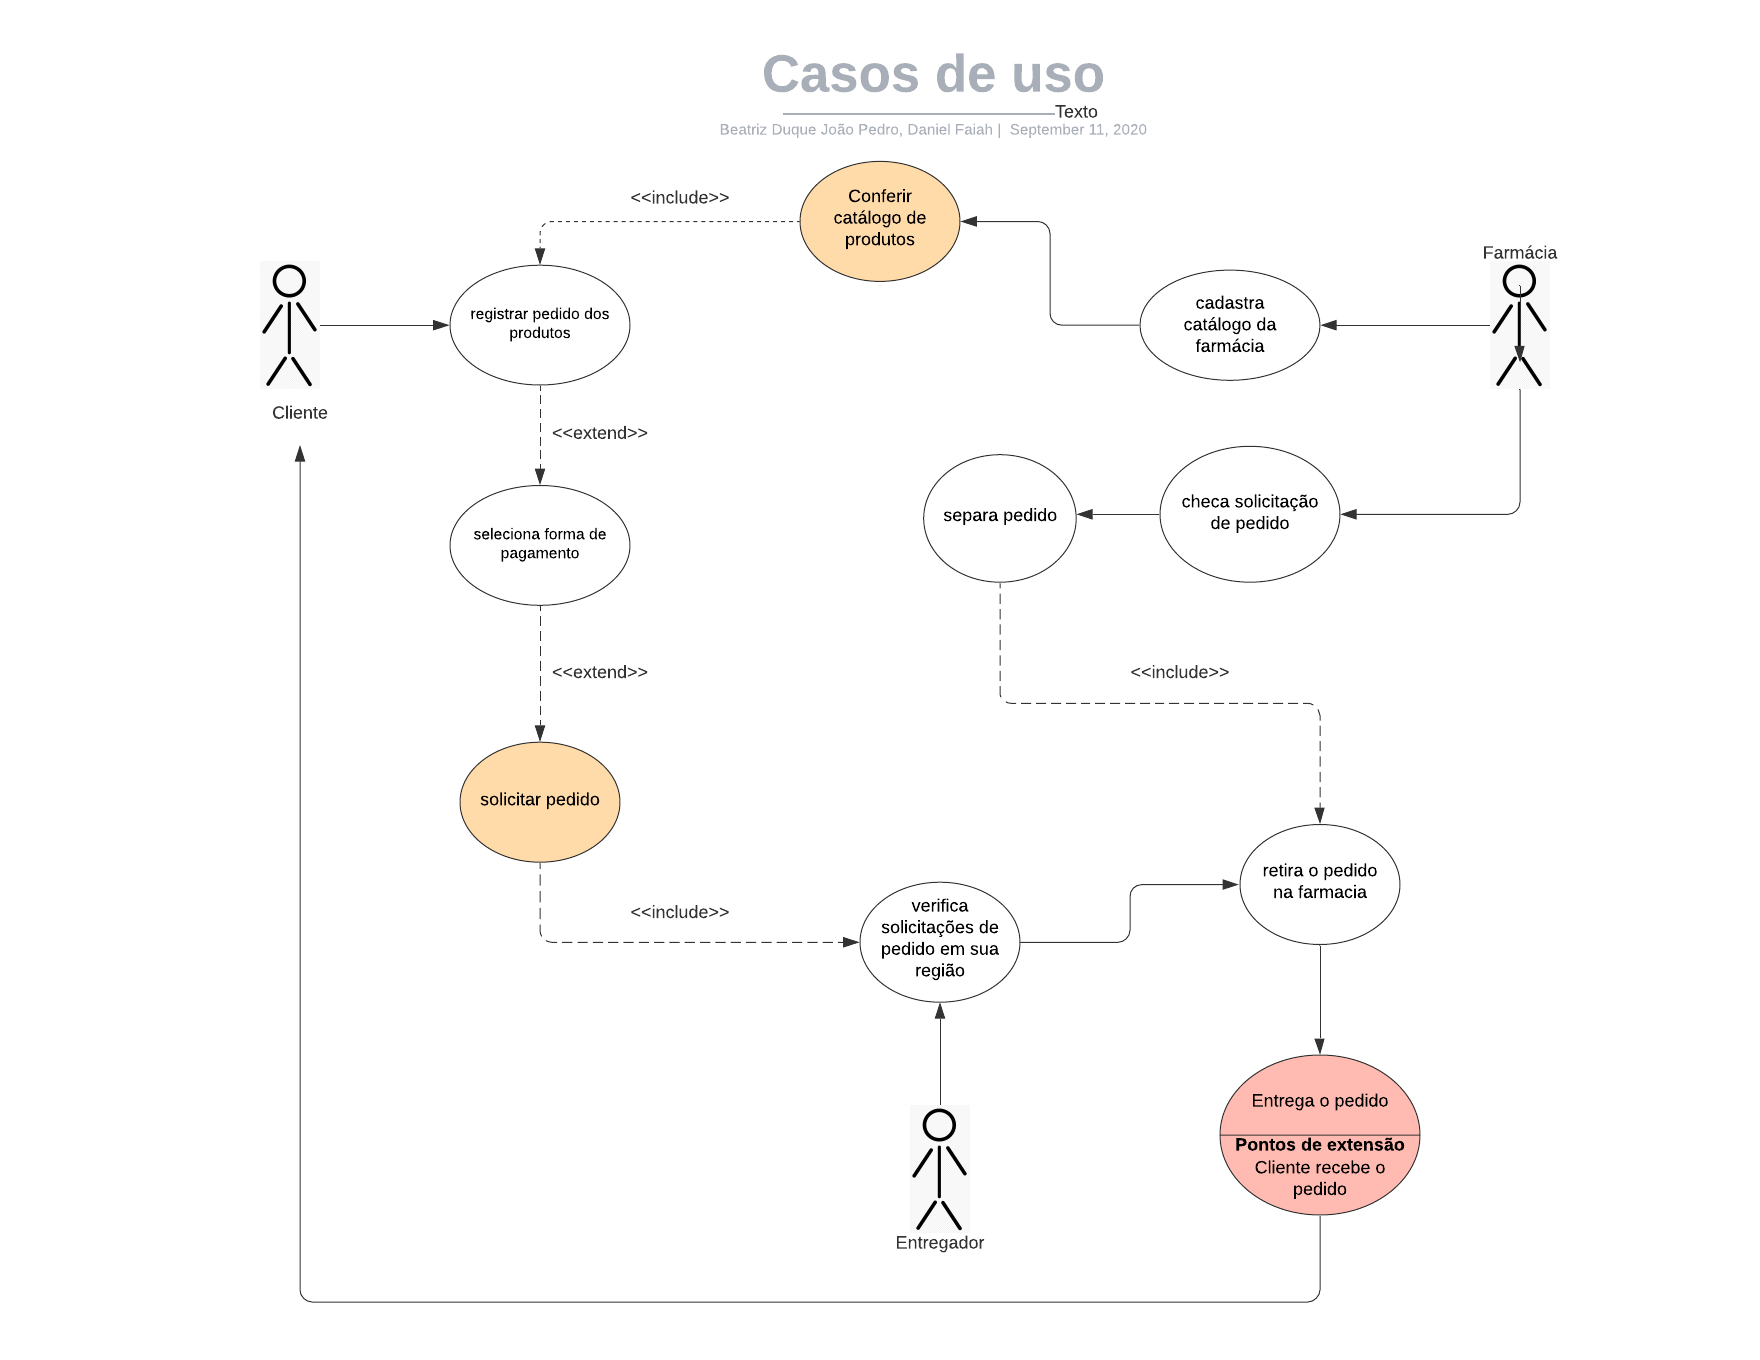 Casos de uso
Texto
Beatriz Duque João Pedro, Daniel Faiah | September 11, 2020
<<include>>
Conferir
catálogo de
produtos
Farmácia
registrar pedido dos
produtos
cadastra
catálogo da
farmácia
Cliente
<<extend>>
separa pedido
checa solicitação
de pedido
seleciona forma de
pagamento
<<extend>>
<<include>>
solicitar pedido
retira o pedido
na farmacia
<<include>>
verifica
solicitações de
pedido em sua
região
Entrega o pedido
Pontos de extensão
Cliente recebe o
pedido
Entregador